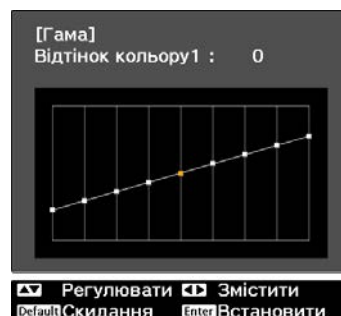 [Гама]
Відтінок кольору1 : 0
Регулювати Змістити
Default Скидання Enter Встановити